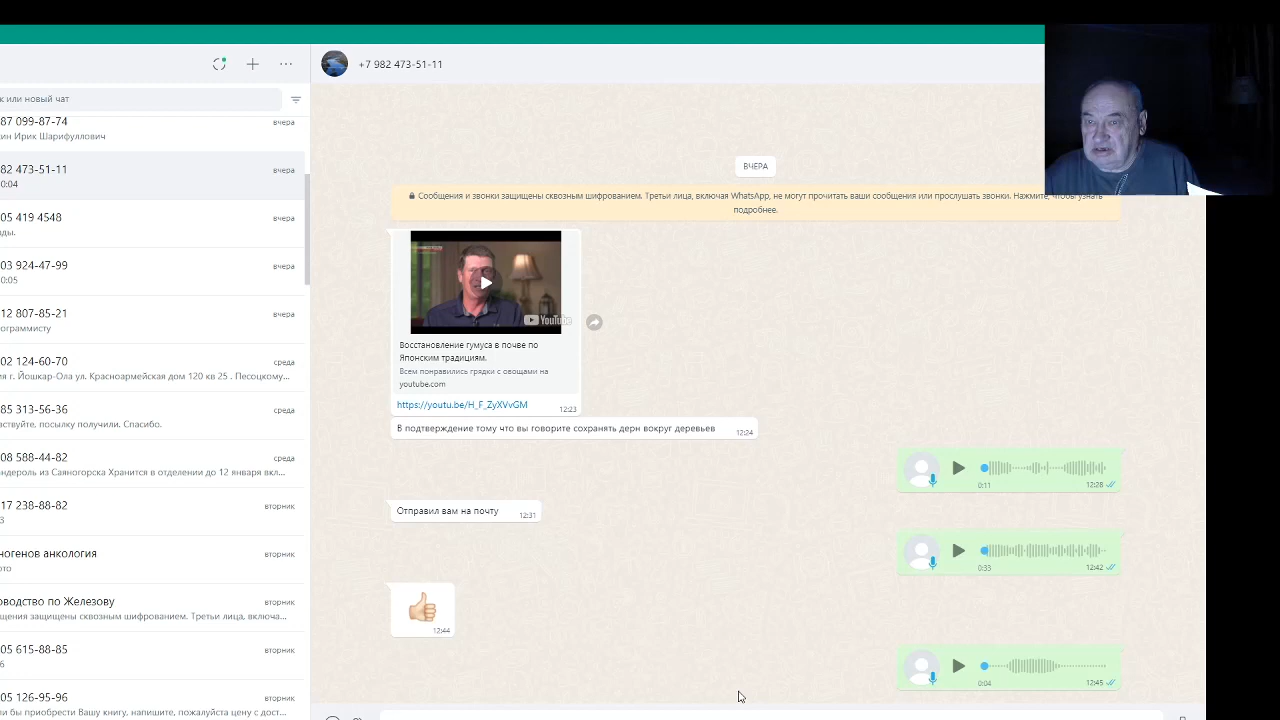 к или новый чат
87 099-87-74
вчера
кин Ирик Шарифуллович
82 473-51-11
вчера
0:04
05 419 4548
вчера
ды.
03 924-47-99
вчера
0:05
12 807-85-21
вчера
ограммисту
02 124-60-70
среда
ия г. Йошкар-Ола ул. Красноармейская дом 120 кв 25 . Песоцкому...
85 313-56-36
среда
вствуйте, посылку получили. Спасибо.
08 588-44-82
среда
андероль из Саяногорска Хранится в отделении до 12 января вкл...
17 238-88-82
вторник
3
ногенов анкология
вторник
ото
оводство по Железову
вторник
щения защищены сквозным шифрованием. Третьи лица, включа...
05 615-88-85
вторник
6
05 126-95-96
вторник
ли бы приобрести Вашу книгу, напишите, пожалуйста цену с дост...
+7 982 473-51-11
ВЧЕРА
Сообщения и звонки защищены сквозным шифрованием. Третьи лица, включая WhatsApp, не могут прочитать ваши сообщения или прослушать звонки. Нажмите, чтобы узнать
подробнее.
YouTube
Восстановление гумуса в почве по
Японским традициям.
Всем понравились грядки с овощами на
youtube.com
https://youtu.be/H_F_ZyXVvGM
12:23
В подтверждение тому что вы говорите сохранять дерн вокруг деревьев
12:24
0:11
12:28
Отправил вам на почту
12:31
0:33
12:42
12:44
0:04
12:45